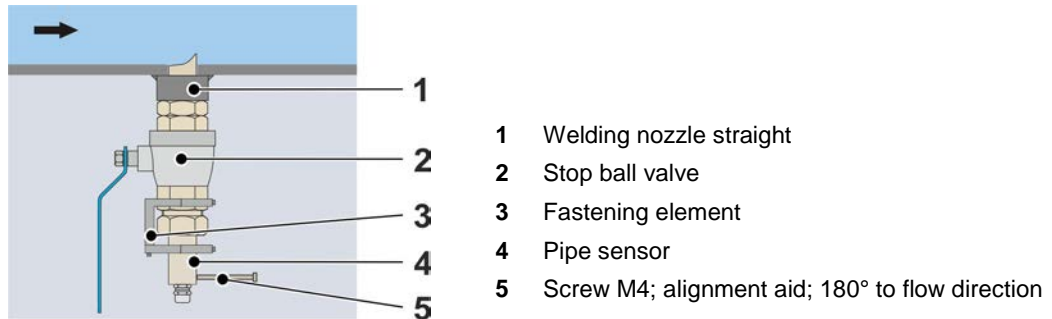 1
2
3
4
5
1 Welding nozzle straight
2 Stop ball valve
3 Fastening element
4 Pipe sensor
5 Screw M4; alignment aid; 180° to flow direction